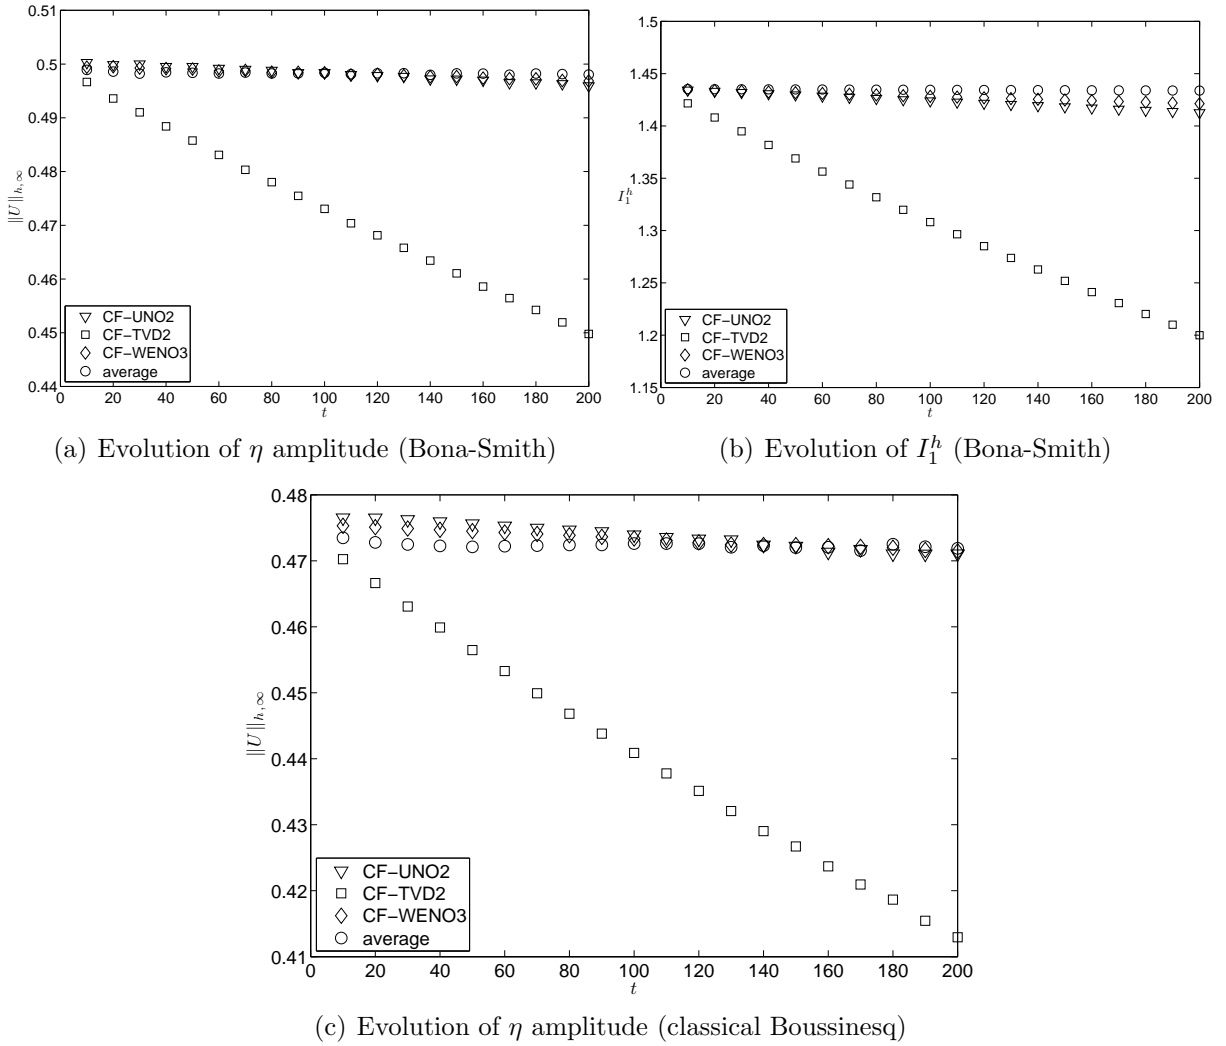 0.51
0.5
0.49
0.48
0.47
0.46
0.45
0.44
|||U|||h,∞
CF−UNO2
CF−TVD2
CF−WENO3
average
0 20 40 60 80 100 120 140 160 180 200
t
(a) Evolution of η amplitude (Bona-Smith)
1.5
1.45
1.4
1.35
1.3
1.25
1.2
1.15
I₁ʰ
CF−UNO2
CF−TVD2
CF−WENO3
average
0 20 40 60 80 100 120 140 160 180 200
t
(b) Evolution of I₁ʰ (Bona-Smith)
0.48
0.47
0.46
0.45
0.44
0.43
0.42
0.41
|||U|||h,∞
CF−UNO2
CF−TVD2
CF−WENO3
average
0 20 40 60 80 100 120 140 160 180 200
t
(c) Evolution of η amplitude (classical Boussinesq)